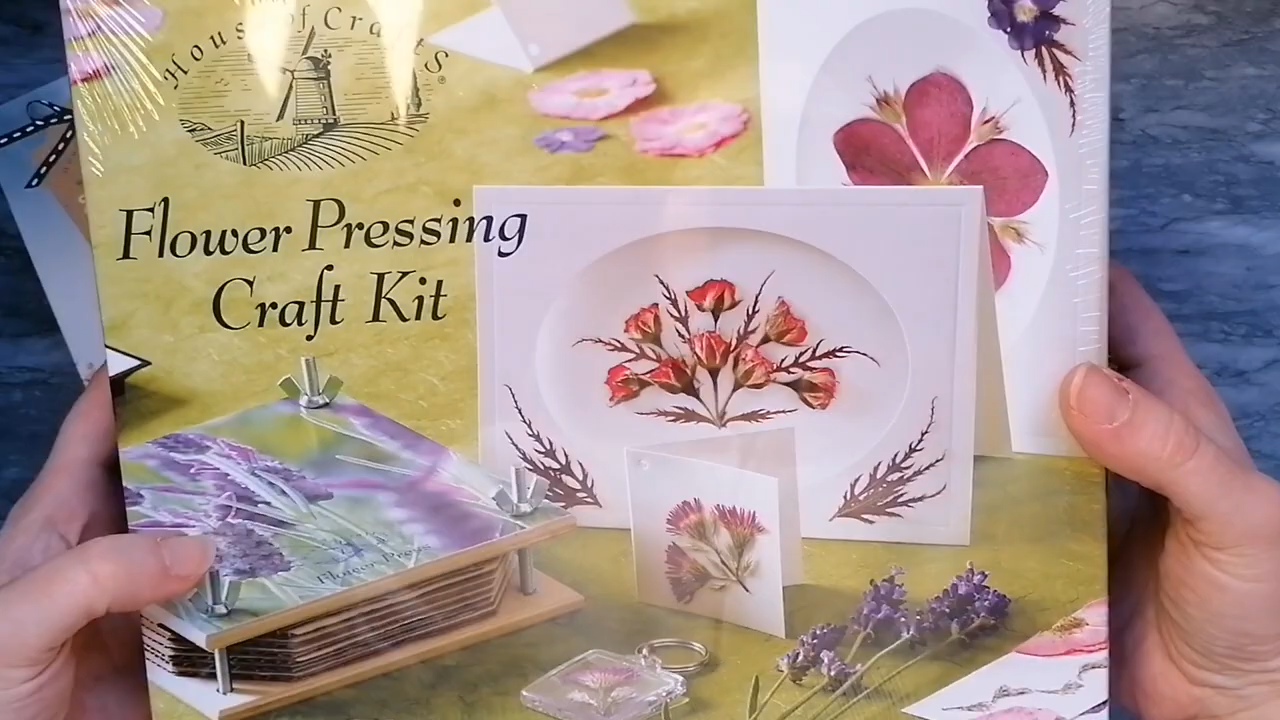 House of Crafts®
Flower Pressing
Craft Kit
Flower Press